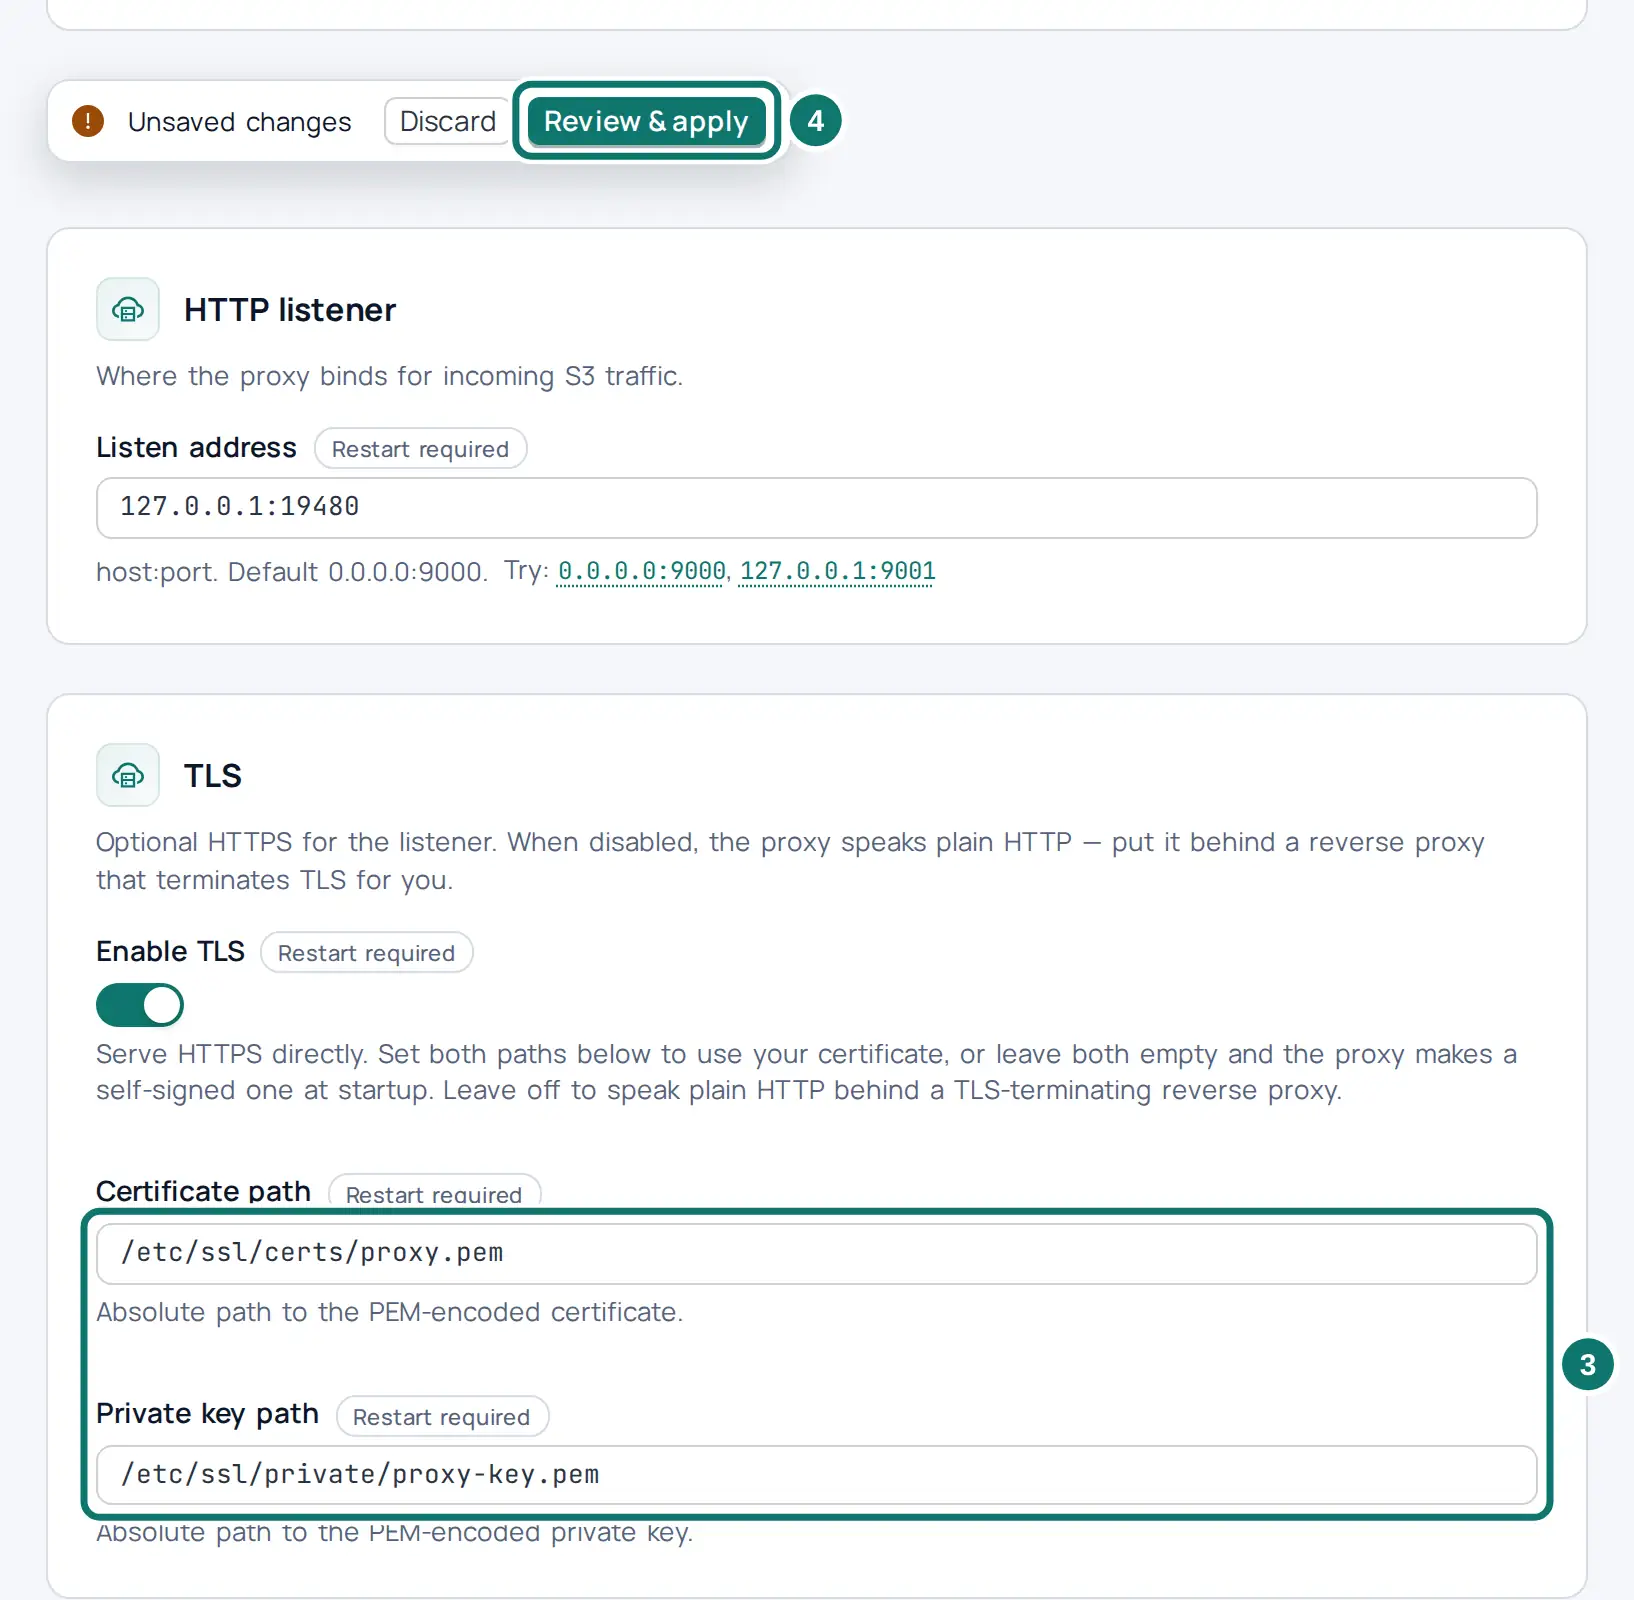 Unsaved changes Discard Review & apply 4
HTTP listener
Where the proxy binds for incoming S3 traffic.
Listen address Restart required
127.0.0.1:19480
host:port. Default 0.0.0.0:9000. Try: 0.0.0.0:9000, 127.0.0.1:9001
TLS
Optional HTTPS for the listener. When disabled, the proxy speaks plain HTTP — put it behind a reverse proxy
that terminates TLS for you.
Enable TLS Restart required
Serve HTTPS directly. Set both paths below to use your certificate, or leave both empty and the proxy makes a
self-signed one at startup. Leave off to speak plain HTTP behind a TLS-terminating reverse proxy.
Certificate path Restart required
/etc/ssl/certs/proxy.pem
Absolute path to the PEM-encoded certificate.
3
Private key path Restart required
/etc/ssl/private/proxy-key.pem
Absolute path to the PEM-encoded private key.